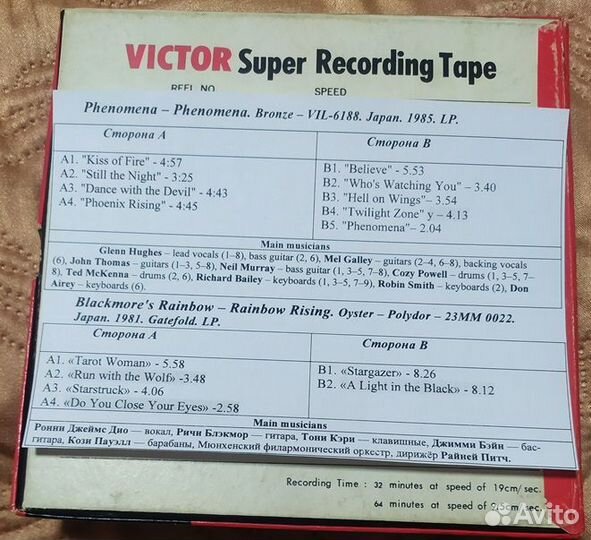 VICTOR Super Recording Tape
REEL NO. SPEED
Phenomena – Phenomena. Bronze – VIL-6188. Japan. 1985. LP.
Сторона А
A1. "Kiss of Fire" - 4:57
A2. "Still the Night" - 3:25
A3. "Dance with the Devil" - 4:43
A4. "Phoenix Rising" - 4:45
Сторона В
B1. "Believe" - 5.53
B2. "Who's Watching You"– 3.40
B3. "Hell on Wings"– 3.54
B4. "Twilight Zone" y – 4.13
B5. "Phenomena"– 2.04
Main musicians
Glenn Hughes – lead vocals (1–8), bass guitar (2, 6), Mel Galley – guitars (2–4, 6–8), backing vocals
(6), John Thomas – guitars (1–3, 5–8), Neil Murray – bass guitar (1, 3–5, 7–8), Cozy Powell – drums (1, 3–5, 7–
8), Ted McKenna – drums (2, 6), Richard Bailey – keyboards (1, 3–5, 7–9), Robin Smith – keyboards (2), Don
Airey – keyboards (6).
Blackmore's Rainbow – Rainbow Rising. Oyster – Polydor – 23MM 0022.
Japan. 1981. Gatefold. LP.
Сторона А
A1. «Tarot Woman» - 5.58
A2. «Run with the Wolf» -3.48
A3. «Starstruck» - 4.06
A4. «Do You Close Your Eyes» -2.58
Сторона В
B1. «Stargazer» - 8.26
B2. «A Light in the Black» - 8.12
Main musicians
Ронни Джеймс Дио — вокал, Ричи Блэкмор — гитара, Тони Кэри — клавишные, Джимми Бэйн — бас-
гитара, Кози Пауэлл — барабаны, Мюнхенский филармонический оркестр, дирижёр Райней Питч.
Recording Time : 32 minutes at speed of 19cm/sec.
64 minutes at speed of 9.5cm/sec.
Avito